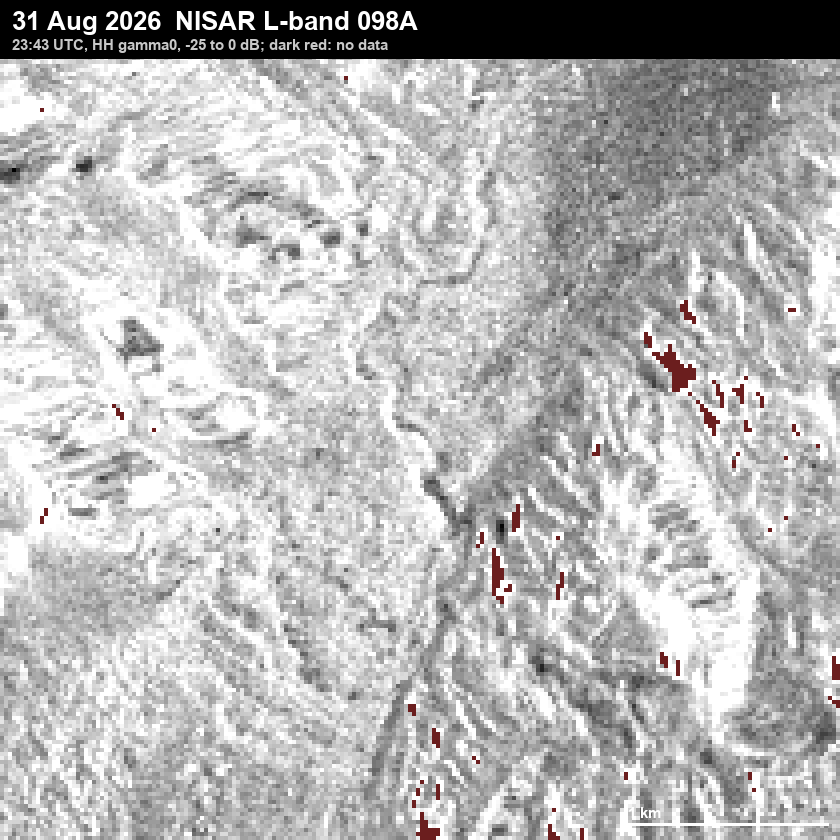 31 Aug 2026  NISAR L-band 098A
23:43 UTC, HH gamma0, -25 to 0 dB; dark red: no data
km